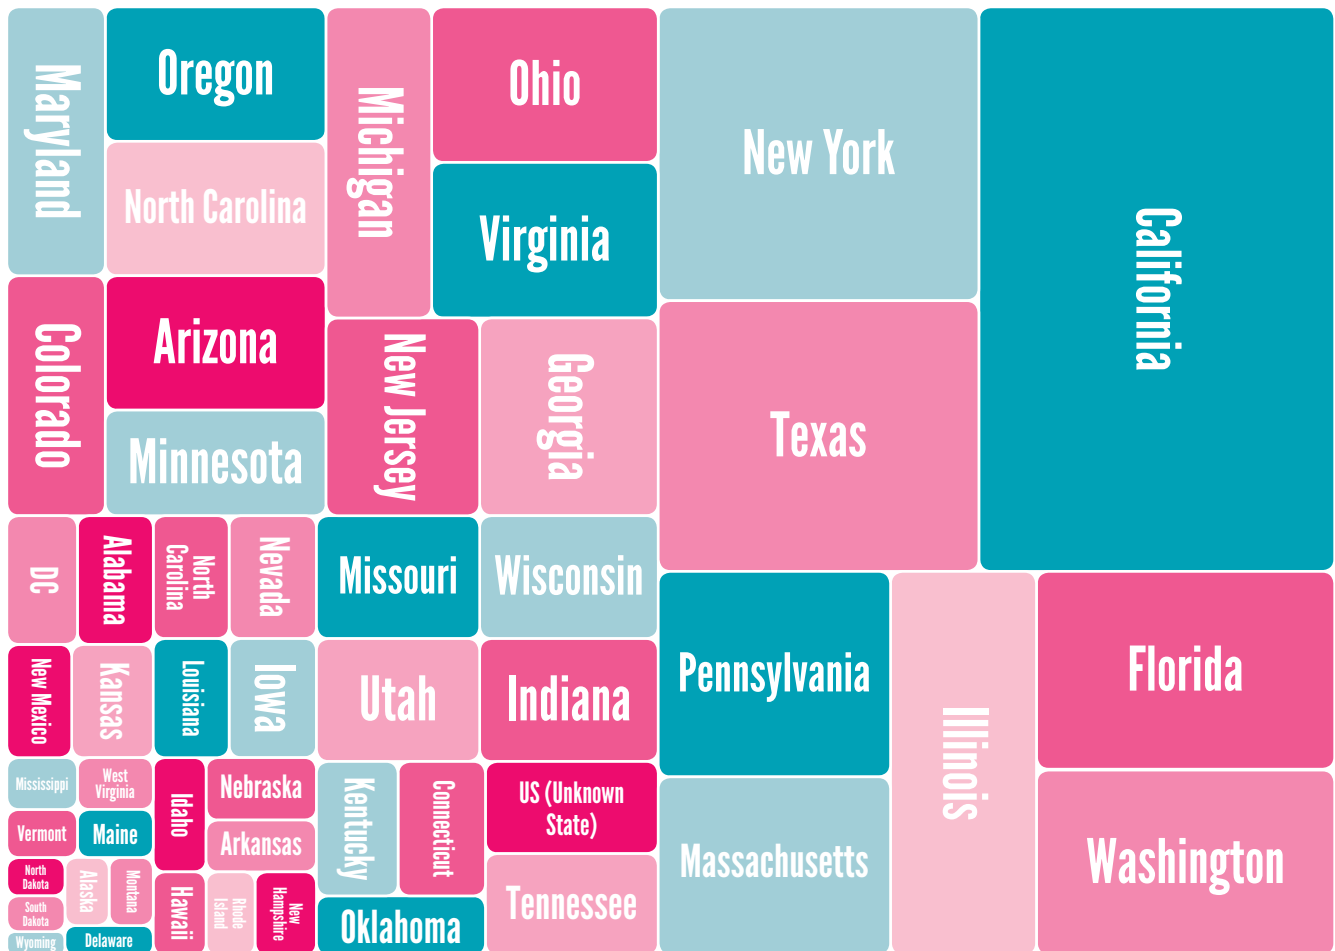 Maryland
Oregon
North Carolina
Michigan
Ohio
Virginia
New York
California
Colorado
Arizona
Minnesota
New Jersey
Georgia
Texas
DC
Alabama
North
Carolina
Nevada
Missouri
Wisconsin
New Mexico
Kansas
Louisiana
Iowa
Utah
Indiana
Pennsylvania
Illinois
Florida
Mississippi
West
Virginia
Idaho
Nebraska
Kentucky
Connecticut
US (Unknown
State)
Massachusetts
Washington
Vermont
Maine
Arkansas
North
Dakota
Alaska
Montana
Hawaii
Rhode
Island
New
Hampshire
Tennessee
South
Dakota
Oklahoma
Wyoming
Delaware